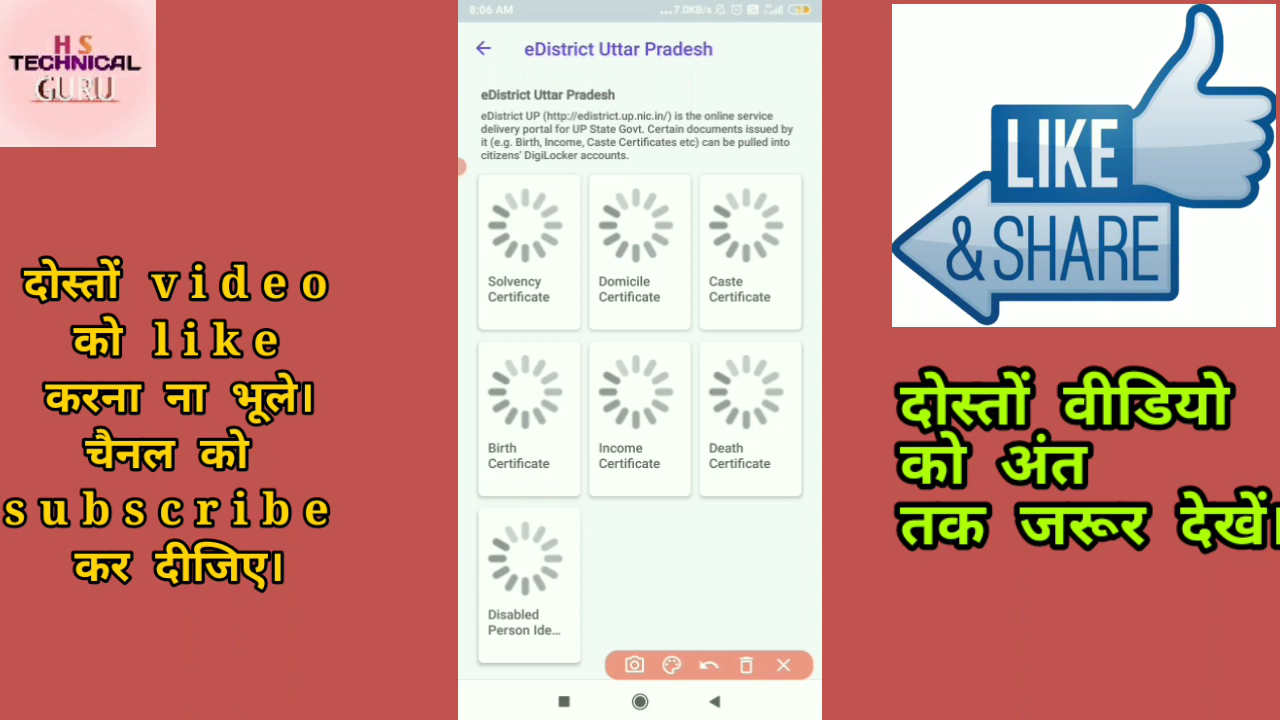 H S
TECHNICAL
GURU
दोस्तों video
को like
करना ना भूले।
चैनल को
subscribe
कर दीजिए।
8:06 AM
...7.0KB/s
eDistrict Uttar Pradesh
eDistrict Uttar Pradesh
eDistrict UP (http://edistrict.up.nic.in/) is the online service
delivery portal for UP State Govt. Certain documents issued by
it (e.g. Birth, Income, Caste Certificates etc) can be pulled into
citizens' DigiLocker accounts.
Solvency
Certificate
Domicile
Certificate
Caste
Certificate
Birth
Certificate
Income
Certificate
Death
Certificate
Disabled
Person Ide...
LIKE
&SHARE
दोस्तों वीडियो
को अंत
तक जरूर देखें।